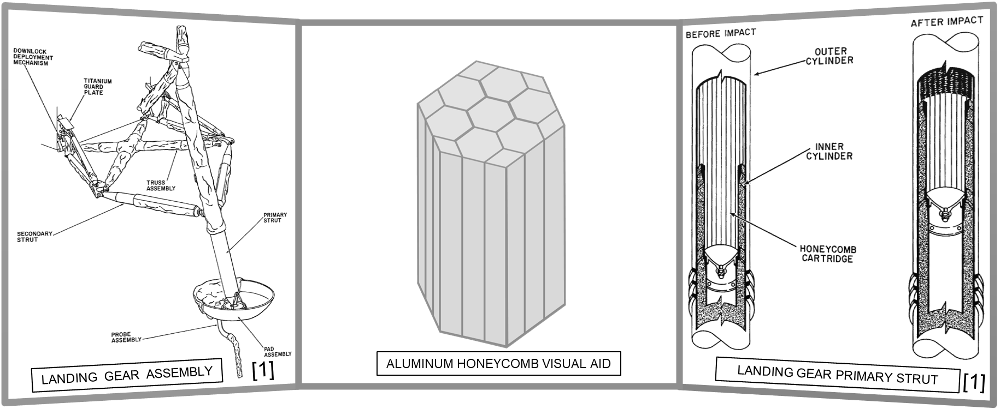 DOWNLOCK
DEPLOYMENT
MECHANISM
TITANIUM
GUARD
PLATE
TRUSS
ASSEMBLY
SECONDARY
STRUT
PRIMARY
STRUT
PROBE
ASSEMBLY
PAD
ASSEMBLY
LANDING GEAR ASSEMBLY
[1]
ALUMINUM HONEYCOMB VISUAL AID
BEFORE IMPACT
AFTER IMPACT
OUTER
CYLINDER
INNER
CYLINDER
HONEYCOMB
CARTRIDGE
LANDING GEAR PRIMARY STRUT
[1]